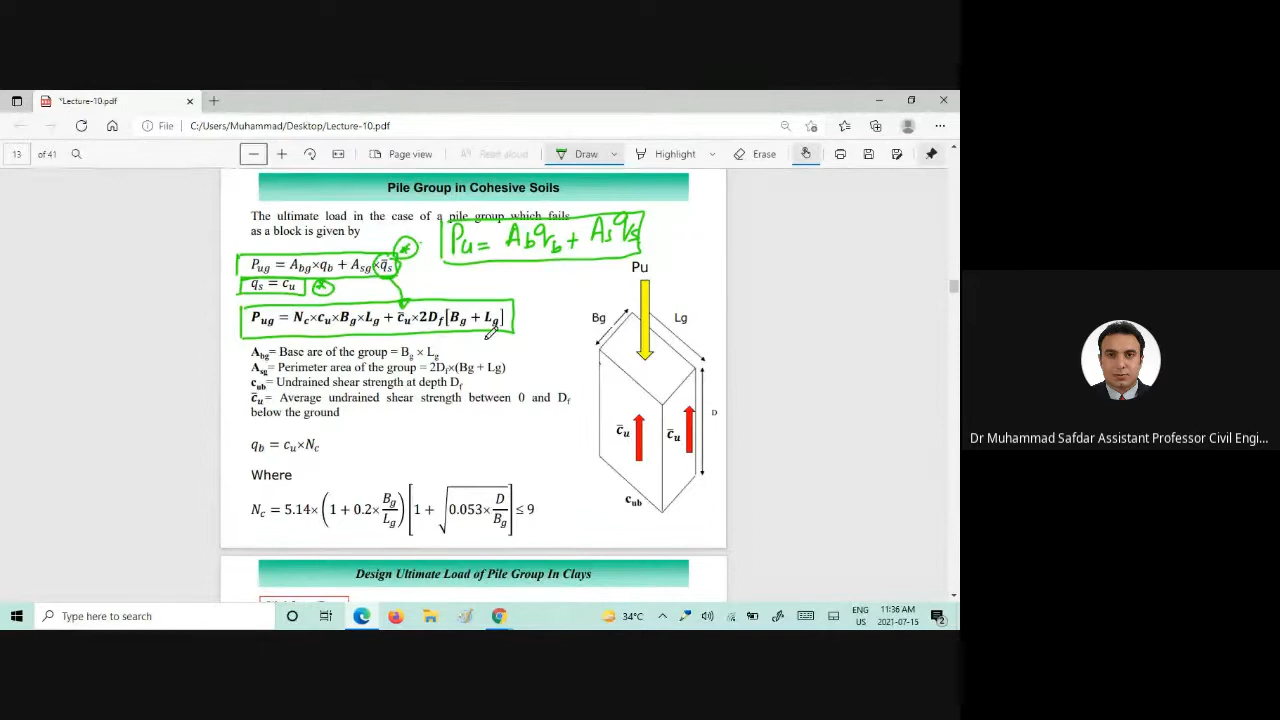 *Lecture-10.pdf
File
C:/Users/Muhammad/Desktop/Lecture-10.pdf
13
of 41
Page view
Read aloud
Draw
Highlight
Erase
Pile Group in Cohesive Soils
The ultimate load in the case of a pile group which fails
as a block is given by
Pu = Abqb + Asqs
*
Pug = Abg×qb + Asg×q̄s
qs = cu
*
Pug = Nc×cu×Bg×Lg + c̄u×2Df[Bg + Lg]
Pu
Bg
Lg
Abg= Base are of the group = Bg × Lg
Asg= Perimeter area of the group = 2Df×(Bg + Lg)
cub= Undrained shear strength at depth Df
c̄u= Average undrained shear strength between 0 and Df
below the ground
D
c̄u
c̄u
qb = cu×Nc
Where
cub
Nc = 5.14×(1 + 0.2×Bg/Lg)[1 + √0.053×D/Bg] ≤ 9
Design Ultimate Load of Pile Group In Clays
Dr Muhammad Safdar Assistant Professor Civil Engi...
Type here to search
34°C
ENG
US
11:36 AM
2021-07-15
2